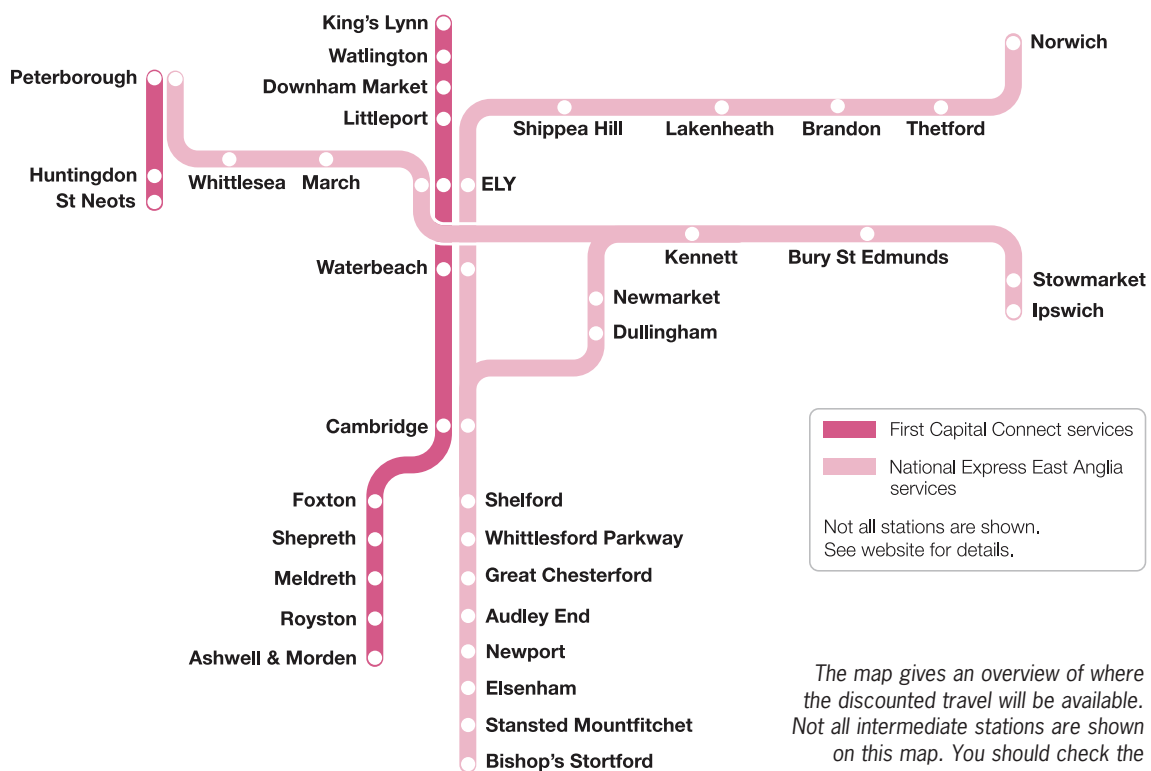 King's Lynn
Watlington
Downham Market
Littleport
Norwich
Peterborough
Shippea Hill
Lakenheath
Brandon
Thetford
Huntingdon
St Neots
Whittlesea
March
ELY
Waterbeach
Kennett
Bury St Edmunds
Stowmarket
Ipswich
Newmarket
Dullingham
Cambridge
First Capital Connect services
National Express East Anglia
services
Not all stations are shown.
See website for details.
Foxton
Shepreth
Meldreth
Royston
Ashwell & Morden
Shelford
Whittlesford Parkway
Great Chesterford
Audley End
Newport
Elsenham
Stansted Mountfitchet
Bishop's Stortford
The map gives an overview of where
the discounted travel will be available.
Not all intermediate stations are shown
on this map. You should check the